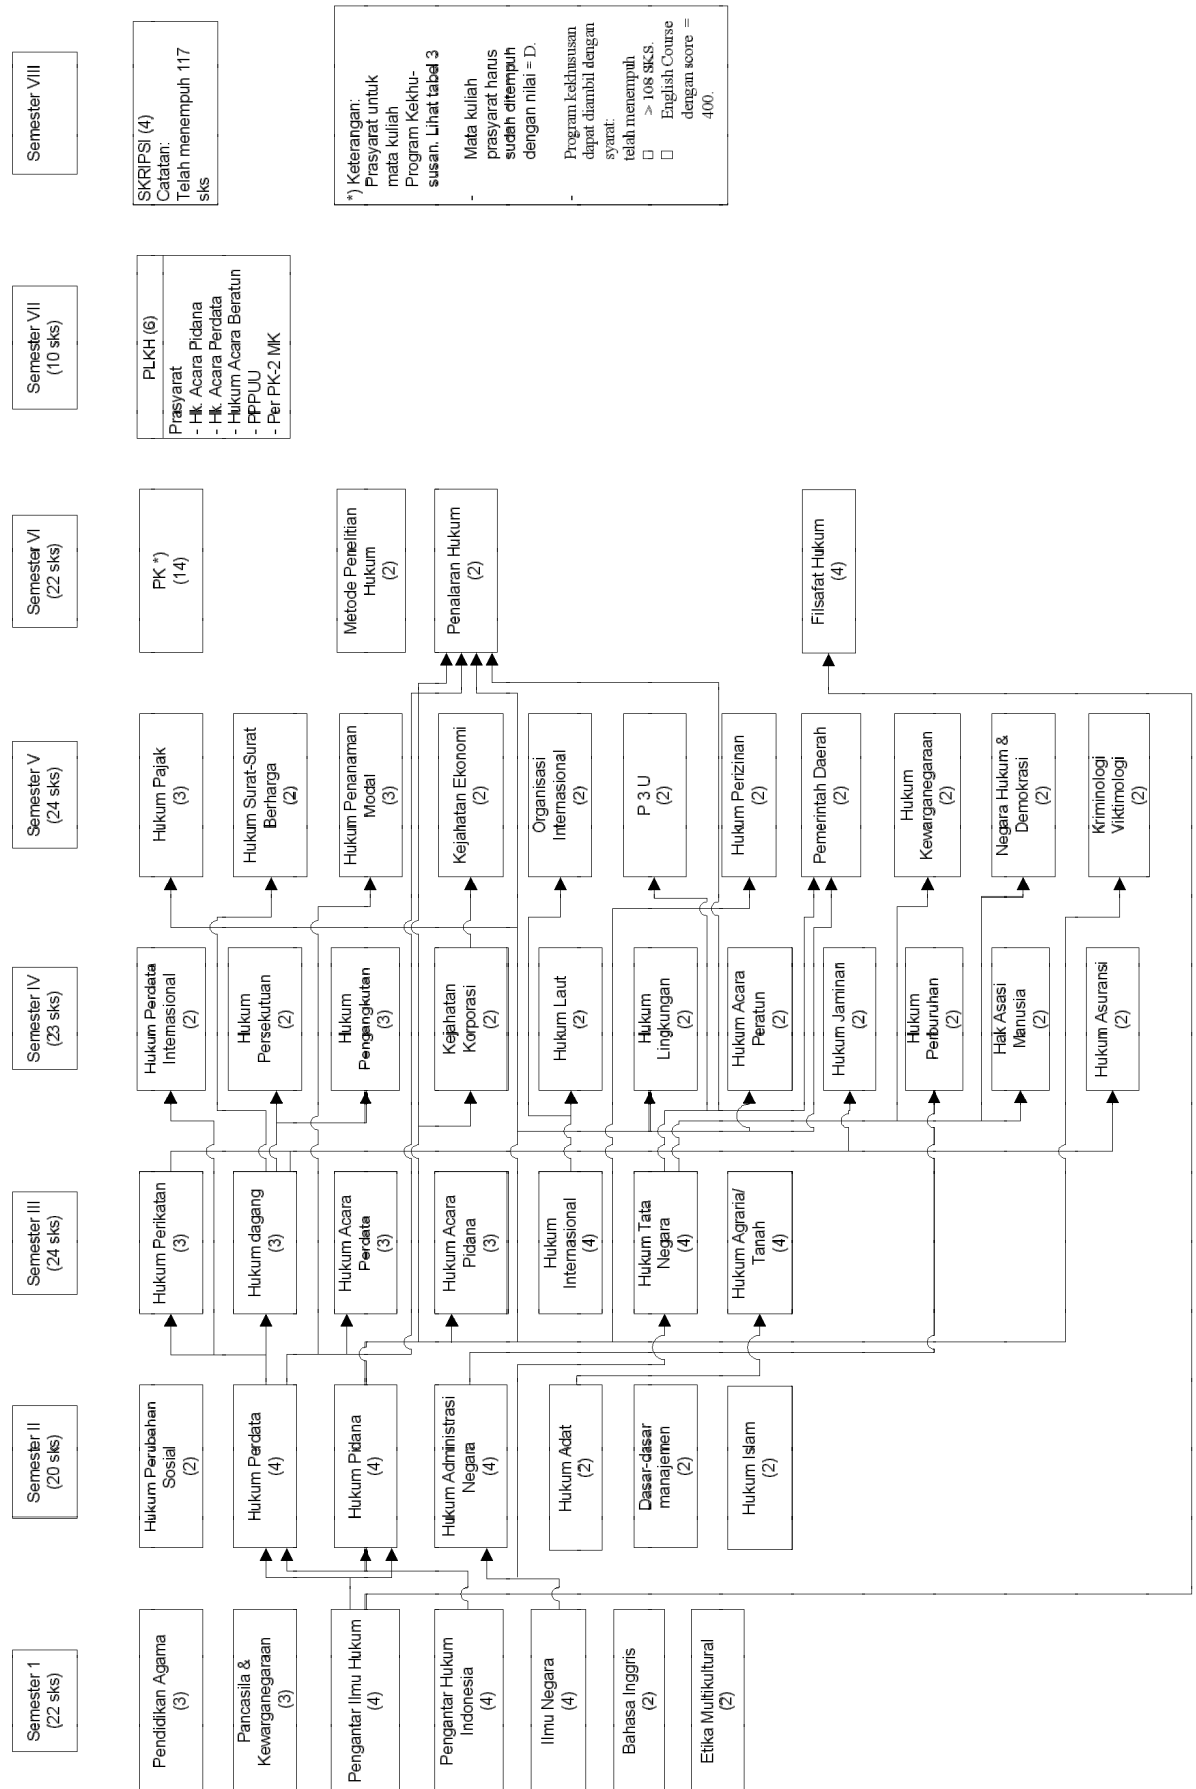 Semester 1
(22 sks)
Pendidikan Agama
(3)
Pancasila &
Kewarganegaraan
(3)
Pengantar Ilmu Hukum
(4)
Pengantar Hukum
Indonesia
(4)
Ilmu Negara
(4)
Bahasa Inggris
(2)
Etika Multikultural
(2)
Semester II
(20 sks)
Hukum Perubahan
Sosial
(2)
Hukum Perdata
(4)
Hukum Pidana
(4)
Hukum Administrasi
Negara
(4)
Hukum Adat
(2)
Dasar-dasar
manajemen
(2)
Hukum Islam
(2)
Semester III
(24 sks)
Hukum Perikatan
(3)
Hukum dagang
(3)
Hukum Acara
Perdata
(3)
Hukum Acara
Pidana
(3)
Hukum
Internasional
(4)
Hukum Tata
Negara
(4)
Hukum Agraria/
Tanah
(4)
Semester IV
(23 sks)
Hukum Perdata
Internasional
(2)
Hukum
Persekutuan
(2)
Hukum
Pengangkutan
(3)
Kejahatan
Korporasi
(2)
Hukum Laut
(2)
Hukum
Lingkungan
(2)
Hukum Acara
Peratun
(2)
Hukum Jaminan
(2)
Hukum
Perburuhan
(2)
Hak Asasi
Manusia
(2)
Hukum Asuransi
(2)
Semester V
(24 sks)
Hukum Pajak
(3)
Hukum Surat-Surat
Berharga
(2)
Hukum Penanaman
Modal
(3)
Kejahatan Ekonomi
(2)
Organisasi
Internasional
(2)
P 3 U
(2)
Hukum Perizinan
(2)
Pemerintah Daerah
(2)
Hukum
Kewarganegaraan
(2)
Negara Hukum &
Demokrasi
(2)
Kriminologi
Viktimologi
(2)
Semester VI
(22 sks)
PK *)
(14)
Metode Penelitian
Hukum
(2)
Penalaran Hukum
(2)
Filsafat Hukum
(4)
Semester VII
(10 sks)
PLKH (6)
Prasyarat
- Hk. Acara Pidana
- Hk. Acara Perdata
- Hukum Acara Beratun
- PPPUU
- Per PK-2 MK
Semester VIII
SKRIPSI (4)
Catatan:
Telah menempuh 117
sks
*) Keterangan:
Prasyarat untuk
mata kuliah
Program Kekhu-
susan. Lihat tabel 3
- Mata kuliah
prasyarat harus
sudah ditempuh
dengan nilai = D.
- Program kekhususan
dapat diambil dengan
syarat:
telah menempuh
□ > 108 SKS.
□ English Course
dengan score =
400.